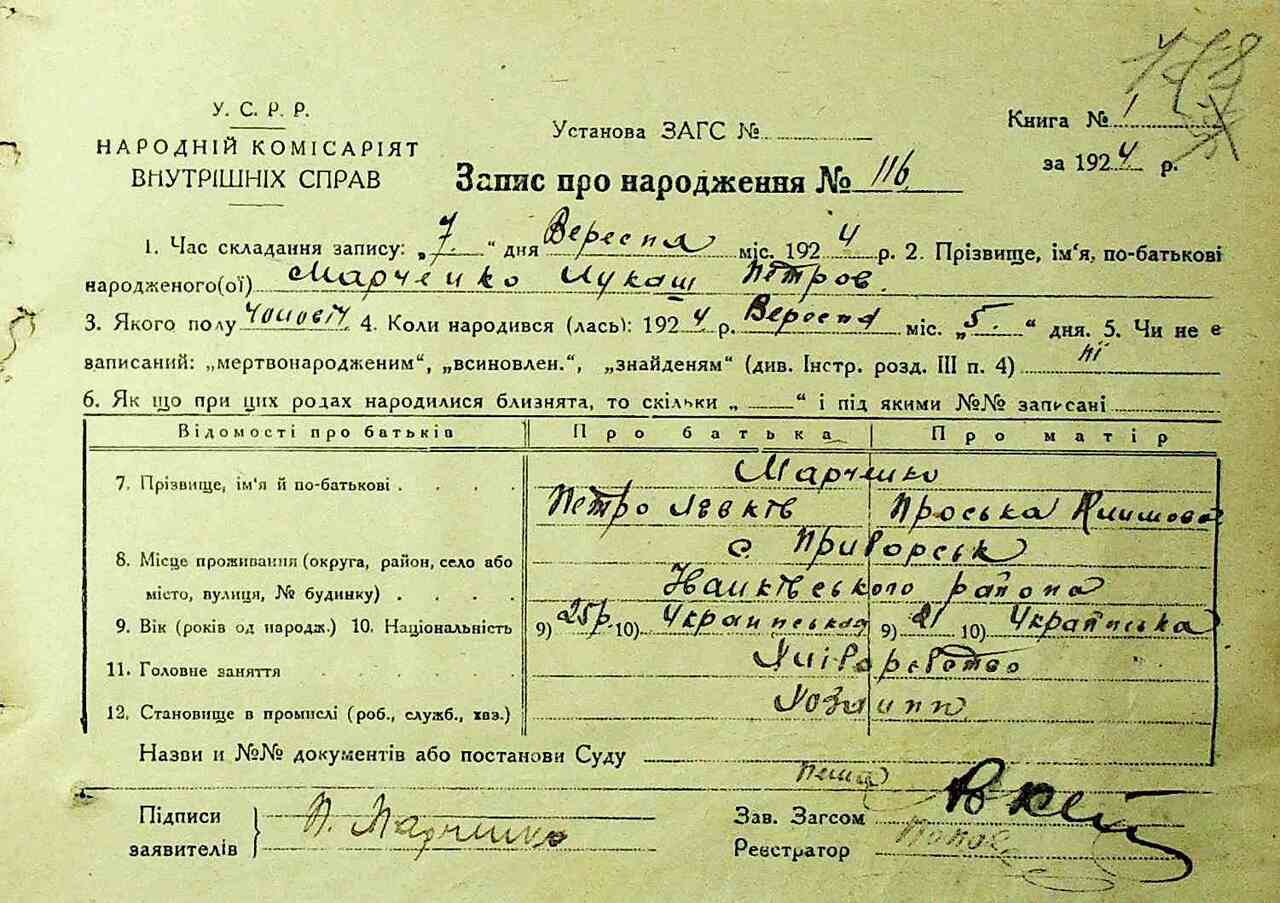 У. С. Р. Р.
НАРОДНІЙ КОМІСАРІЯТ
ВНУТРІШНІХ СПРАВ
Установа ЗАГС №
Книга № 1
за 1924 р.
Запис про народження № 116
1. Час складання запису: „7.“ дня Вересня міс. 1924 р. 2. Прізвище, ім‘я, по-батькові
народженого(ої) Марченко Лукаш Петров.
3. Якого полу Чоловіч. 4. Коли народився (лась): 1924 р. Вересня міс. „5.“ дня. 5. Чи не є
записаний: „мертвонародженим“, „всиновлен.“, „знайденям“ (див. Інстр. розд. III п. 4) ні
6. Як що при цих родах народилися близнята, то скільки „ “ і під якими №№ записані
Відомості про батьків Про батька Про матір
7. Прізвище, ім‘я й по-батькові Марченко
Петро Левків Проська Климова
8. Місце проживання (округа, район, село або с. Приборськ
місто, вулиця, № будинку) району
9. Вік (років од народж.) 10. Національність 9) 25р. 10) Украинська 9) 21 10) Українська
11. Головне заняття Хліборобство
12. Становище в промислі (роб., служб., хаз.)
Назви и №№ документів або постанови Суду
Підписи
заявителів
П. Марченко
Зав. Загсом
Реєстратор